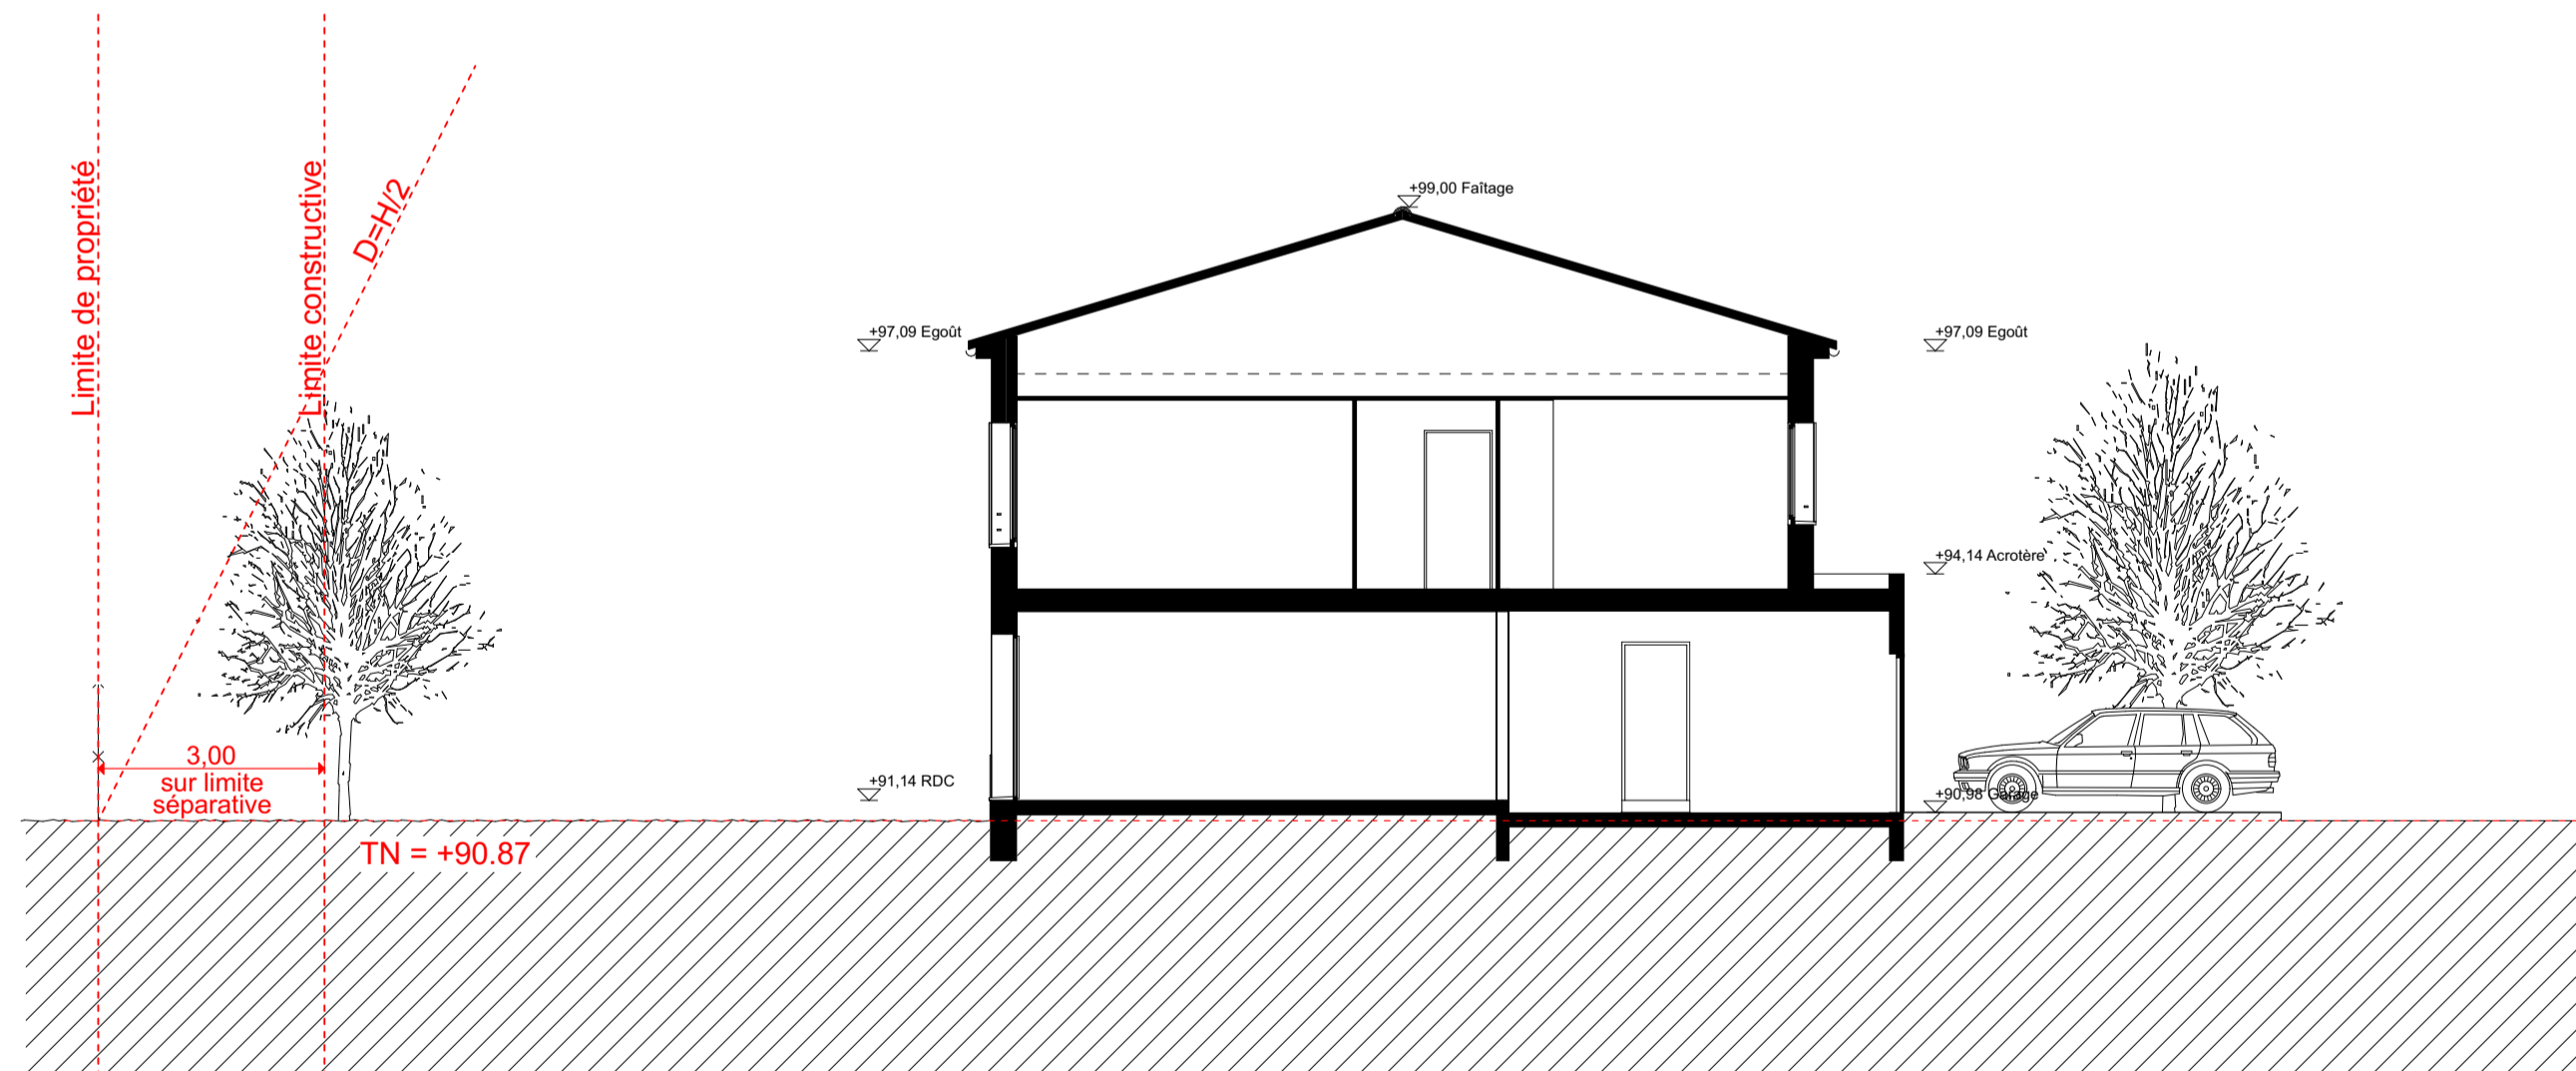 Limite de propriété
Limite constructive
D=H/2
+99,00 Faîtage
+97,09 Egoût
+97,09 Egoût
+94,14 Acrotère
3,00
sur limite
séparative
+91,14 RDC
+90,98 Garage
TN = +90.87